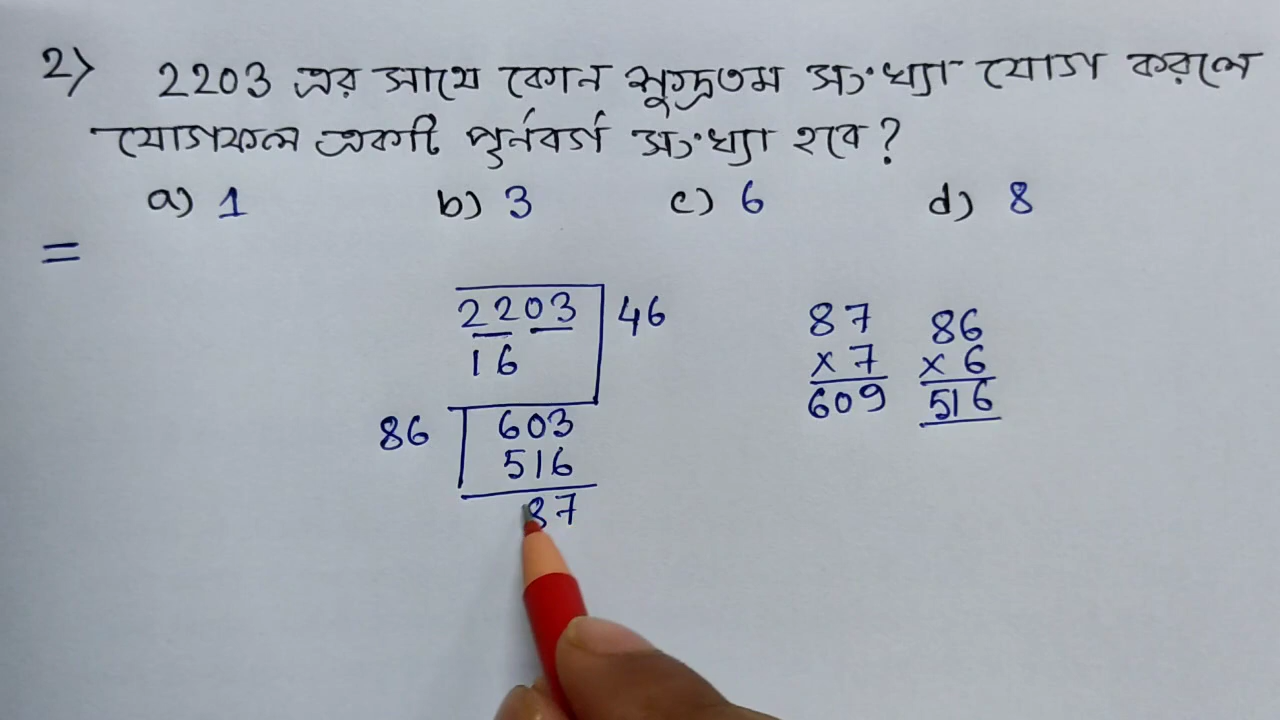 2) 2203 এর সাথে কোন ক্ষুদ্রতম সংখ্যা যোগ করলে
যোগফল একটি পূর্নবর্গ সংখ্যা হবে?
a) 1 b) 3 c) 6 d) 8
=
2203 46
16
86 603
516
87
87 86
x 7 x 6
609 516